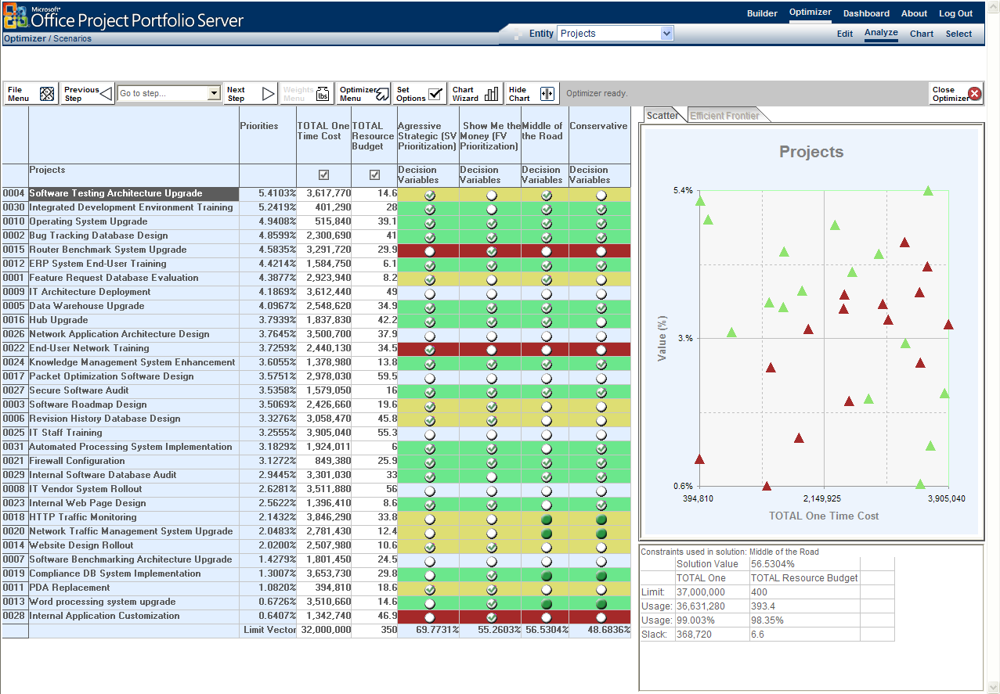 Microsoft®
Office Project Portfolio Server
Builder Optimizer Dashboard About Log Out
Optimizer / Scenarios
Entity Projects
Edit Analyze Chart Select
File Menu
Previous Step
Go to step...
Next Step
Weights Menu
lbs
Optimizer Menu
Set Options
Chart Wizard
Hide Chart
Optimizer ready.
Close Optimizer
Priorities TOTAL One Time Cost TOTAL Resource Budget Agressive Strategic (SV Prioritization) Show Me the Money (FV Prioritization) Middle of the Road Conservative
Projects Decision Variables Decision Variables Decision Variables Decision Variables
0004 Software Testing Architecture Upgrade 5.4103% 3,617,770 14.6
0030 Integrated Development Environment Training 5.2419% 401,290 28
0010 Operating System Upgrade 4.9408% 515,840 39.1
0002 Bug Tracking Database Design 4.8599% 2,300,690 41
0015 Router Benchmark System Upgrade 4.5835% 3,291,720 29.9
0012 ERP System End-User Training 4.4214% 1,584,750 6.1
0001 Feature Request Database Evaluation 4.3877% 2,923,940 8.2
0009 IT Architecture Deployment 4.1869% 3,612,440 49
0005 Data Warehouse Upgrade 4.0967% 2,548,620 34.9
0016 Hub Upgrade 3.7939% 1,837,830 42.2
0026 Network Application Architecture Design 3.7645% 3,500,700 37.9
0022 End-User Network Training 3.7259% 2,440,130 34.5
0024 Knowledge Management System Enhancement 3.6055% 1,378,980 13.8
0017 Packet Optimization Software Design 3.5751% 2,978,030 59.5
0027 Secure Software Audit 3.5358% 1,579,050 16
0003 Software Roadmap Design 3.5069% 2,426,660 19.6
0006 Revision History Database Design 3.3276% 3,058,470 45.8
0025 IT Staff Training 3.2555% 3,905,040 55.3
0031 Automated Processing System Implementation 3.1829% 1,924,011 6
0021 Firewall Configuration 3.1272% 849,380 25.9
0029 Internal Software Database Audit 2.9445% 3,301,030 33
0008 IT Vendor System Rollout 2.6281% 3,511,880 56
0023 Internal Web Page Design 2.5622% 1,396,410 8.6
0018 HTTP Traffic Monitoring 2.1432% 3,846,290 33.8
0020 Network Traffic Management System Upgrade 2.0483% 2,781,430 12.4
0014 Website Design Rollout 2.0200% 2,507,980 10.6
0007 Software Benchmarking Architecture Upgrade 1.4279% 1,801,450 24.5
0019 Compliance DB System Implementation 1.3007% 3,653,730 29.8
0011 PDA Replacement 1.0820% 394,810 18.6
0013 Word processing system upgrade 0.6726% 3,510,660 14.6
0028 Internal Application Customization 0.6407% 1,342,740 46.9
Limit Vector 32,000,000 350 69.7731% 55.2603% 56.5304% 48.6836%
Scatter Efficient Frontier
Projects
5.4%
Value (%)
3.%
0.6%
394,810 2,149,925 3,905,040
TOTAL One Time Cost
Constraints used in solution: Middle of the Road
Solution Value 56.5304%
TOTAL One TOTAL Resource Budget
Limit: 37,000,000 400
Usage: 36,631,280 393.4
Usage: 99.003% 98.35%
Slack: 368,720 6.6